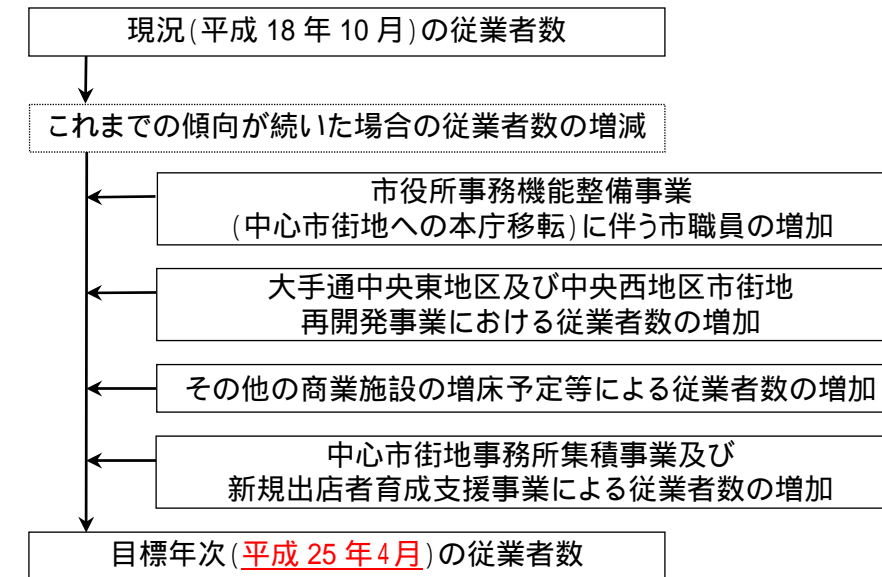 現況(平成 18 年 10 月)の従業者数
これまでの傾向が続いた場合の従業者数の増減
市役所事務機能整備事業
(中心市街地への本庁移転)に伴う市職員の増加
大手通中央東地区及び中央西地区市街地
再開発事業における従業者数の増加
その他の商業施設の増床予定等による従業者数の増加
中心市街地事務所集積事業及び
新規出店者育成支援事業による従業者数の増加
目標年次(平成 25 年4月)の従業者数